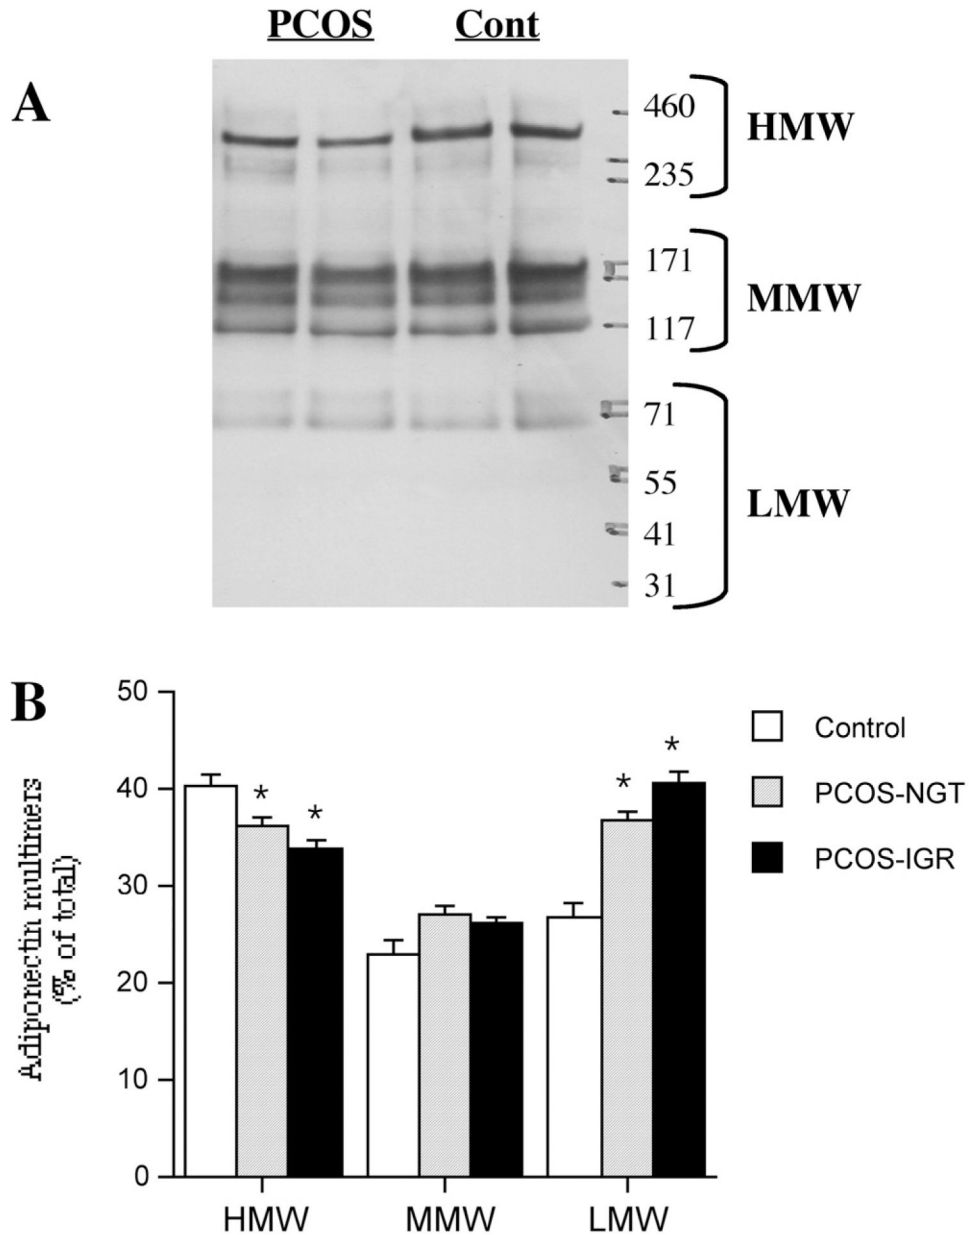 PCOS Cont
A
460
HMW
235
171
MMW
117
71
55
LMW
41
31
B
50
40
30
20
10
0
Adiponectin multimers
(% of total)
* * * *
Control
PCOS-NGT
PCOS-IGR
HMW MMW LMW